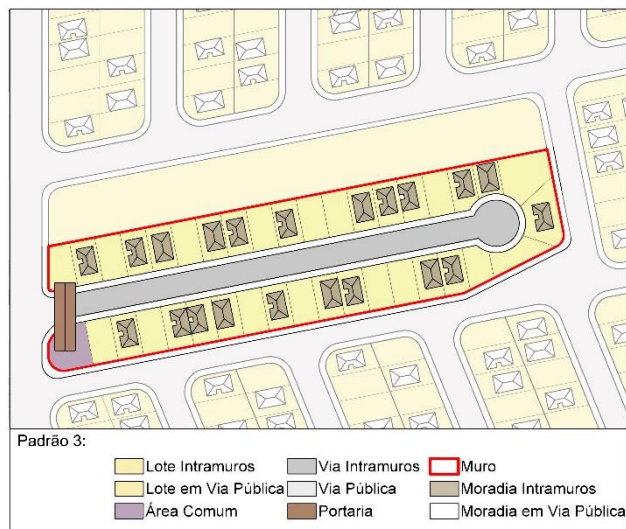 Padrão 3:
Lote Intramuros Via Intramuros Muro
Lote em Via Pública Via Pública Moradia Intramuros
Área Comum Portaria Moradia em Via Pública